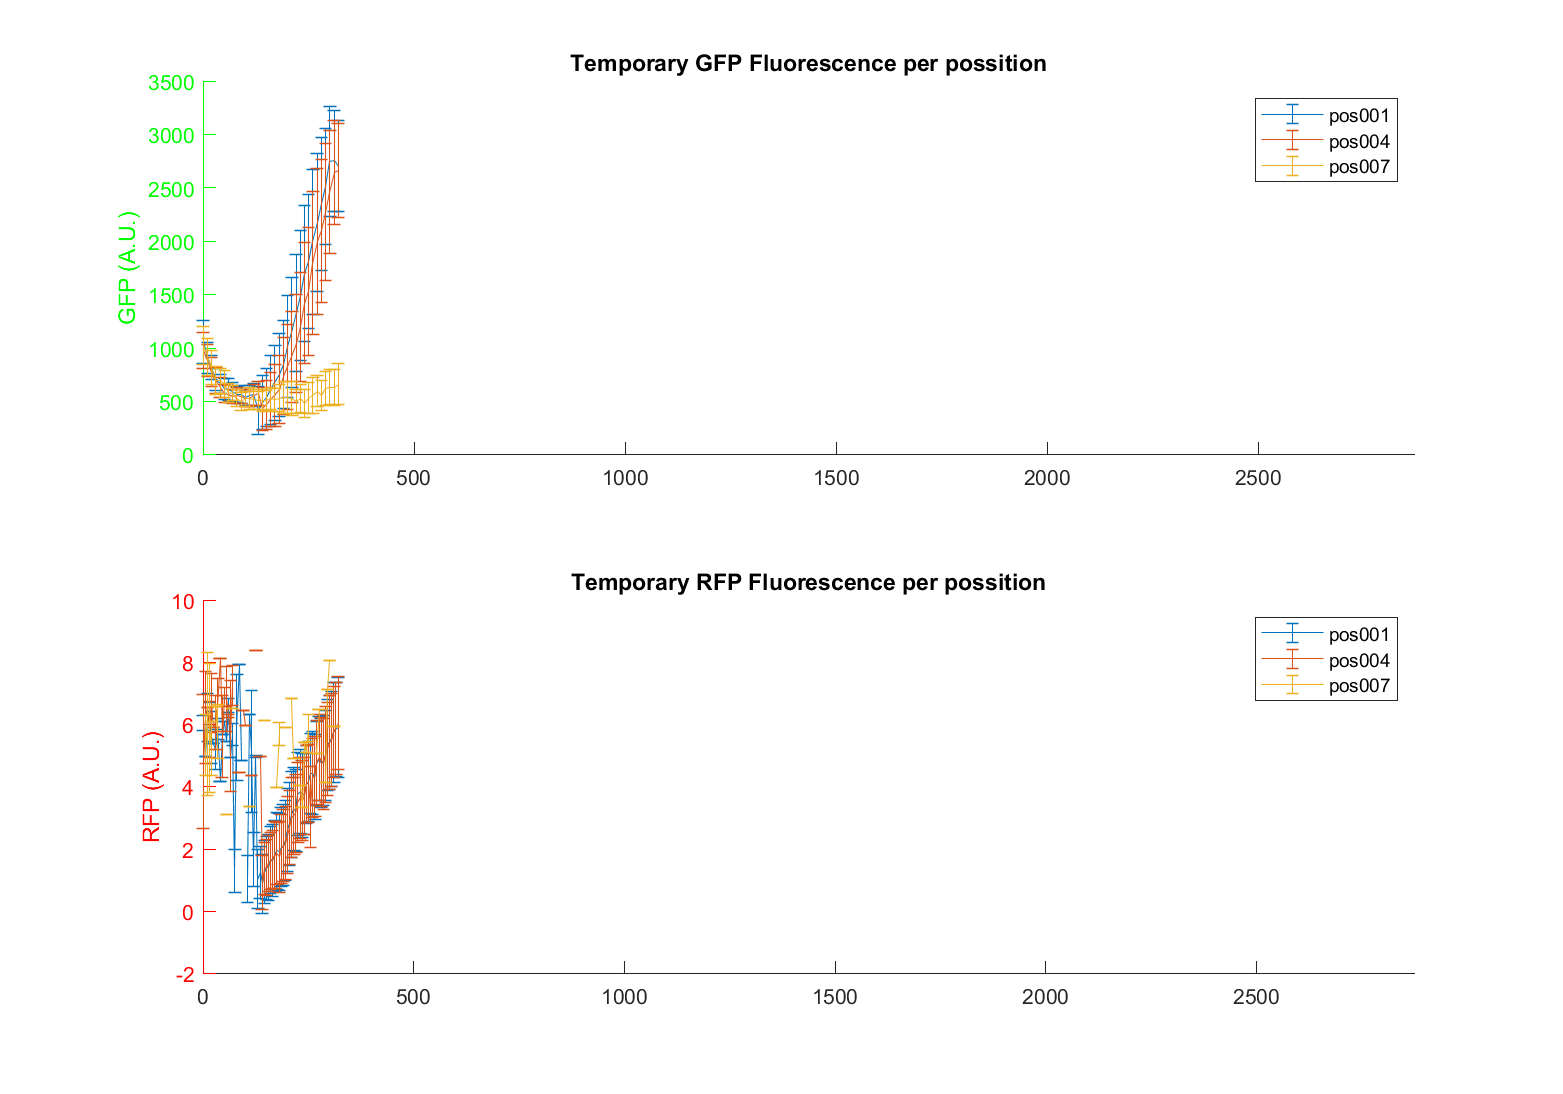 Temporary GFP Fluorescence per possition
3500
3000
2500
2000
1500
1000
500
0
GFP (A.U.)
pos001
pos004
pos007
0 500 1000 1500 2000 2500
Temporary RFP Fluorescence per possition
10
8
6
4
2
0
-2
RFP (A.U.)
pos001
pos004
pos007
0 500 1000 1500 2000 2500